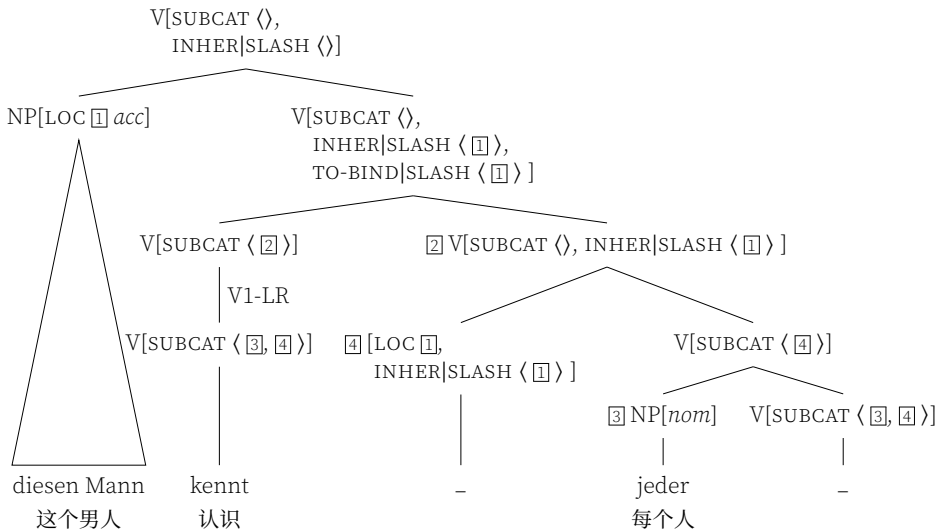 V[SUBCAT ⟨⟩,
INHER|SLASH ⟨⟩]
NP[LOC 1 acc]
V[SUBCAT ⟨⟩,
INHER|SLASH ⟨ 1 ⟩,
TO-BIND|SLASH ⟨ 1 ⟩ ]
V[SUBCAT ⟨ 2 ⟩]
2 V[SUBCAT ⟨⟩, INHER|SLASH ⟨ 1 ⟩ ]
V1-LR
V[SUBCAT ⟨ 3, 4 ⟩]
4 [LOC 1,
INHER|SLASH ⟨ 1 ⟩ ]
V[SUBCAT ⟨ 4 ⟩]
3 NP[nom]
V[SUBCAT ⟨ 3, 4 ⟩]
diesen Mann kennt _ jeder _
这个男人 认识 每个人